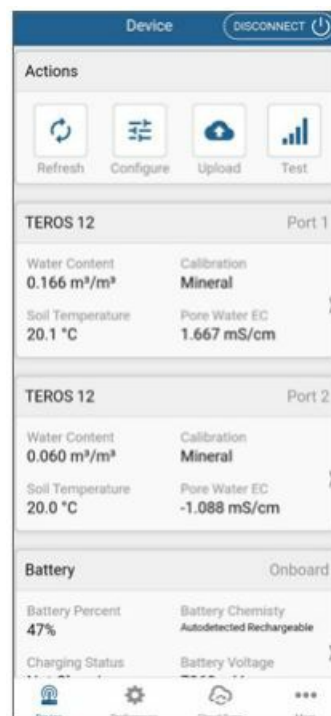 Device DISCONNECT
Actions
Refresh Configure Upload Test
TEROS 12 Port 1
Water Content Calibration
0.166 m³/m³ Mineral
Soil Temperature Pore Water EC
20.1 °C 1.667 mS/cm
TEROS 12 Port 2
Water Content Calibration
0.060 m³/m³ Mineral
Soil Temperature Pore Water EC
20.0 °C -1.088 mS/cm
Battery Onboard
Battery Percent Battery Chemisty
47% Autodetected Rechargeable
Charging Status Battery Voltage